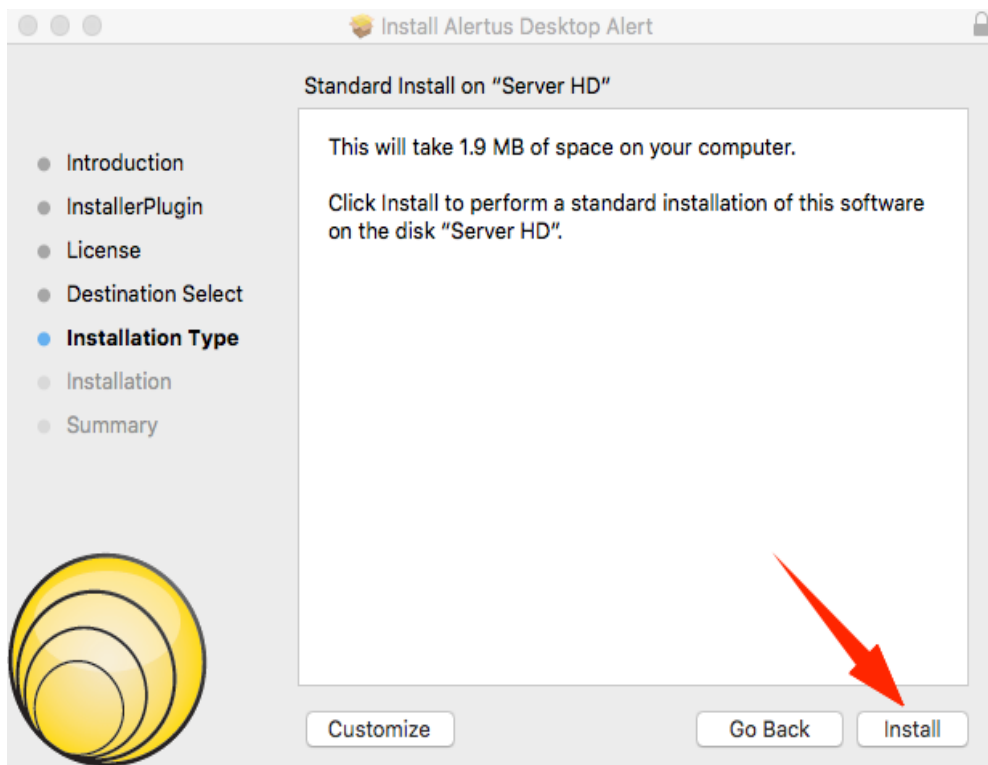 Install Alertus Desktop Alert
Standard Install on “Server HD”
Introduction
InstallerPlugin
License
Destination Select
Installation Type
Installation
Summary
This will take 1.9 MB of space on your computer.
Click Install to perform a standard installation of this software
on the disk “Server HD”.
Customize
Go Back
Install